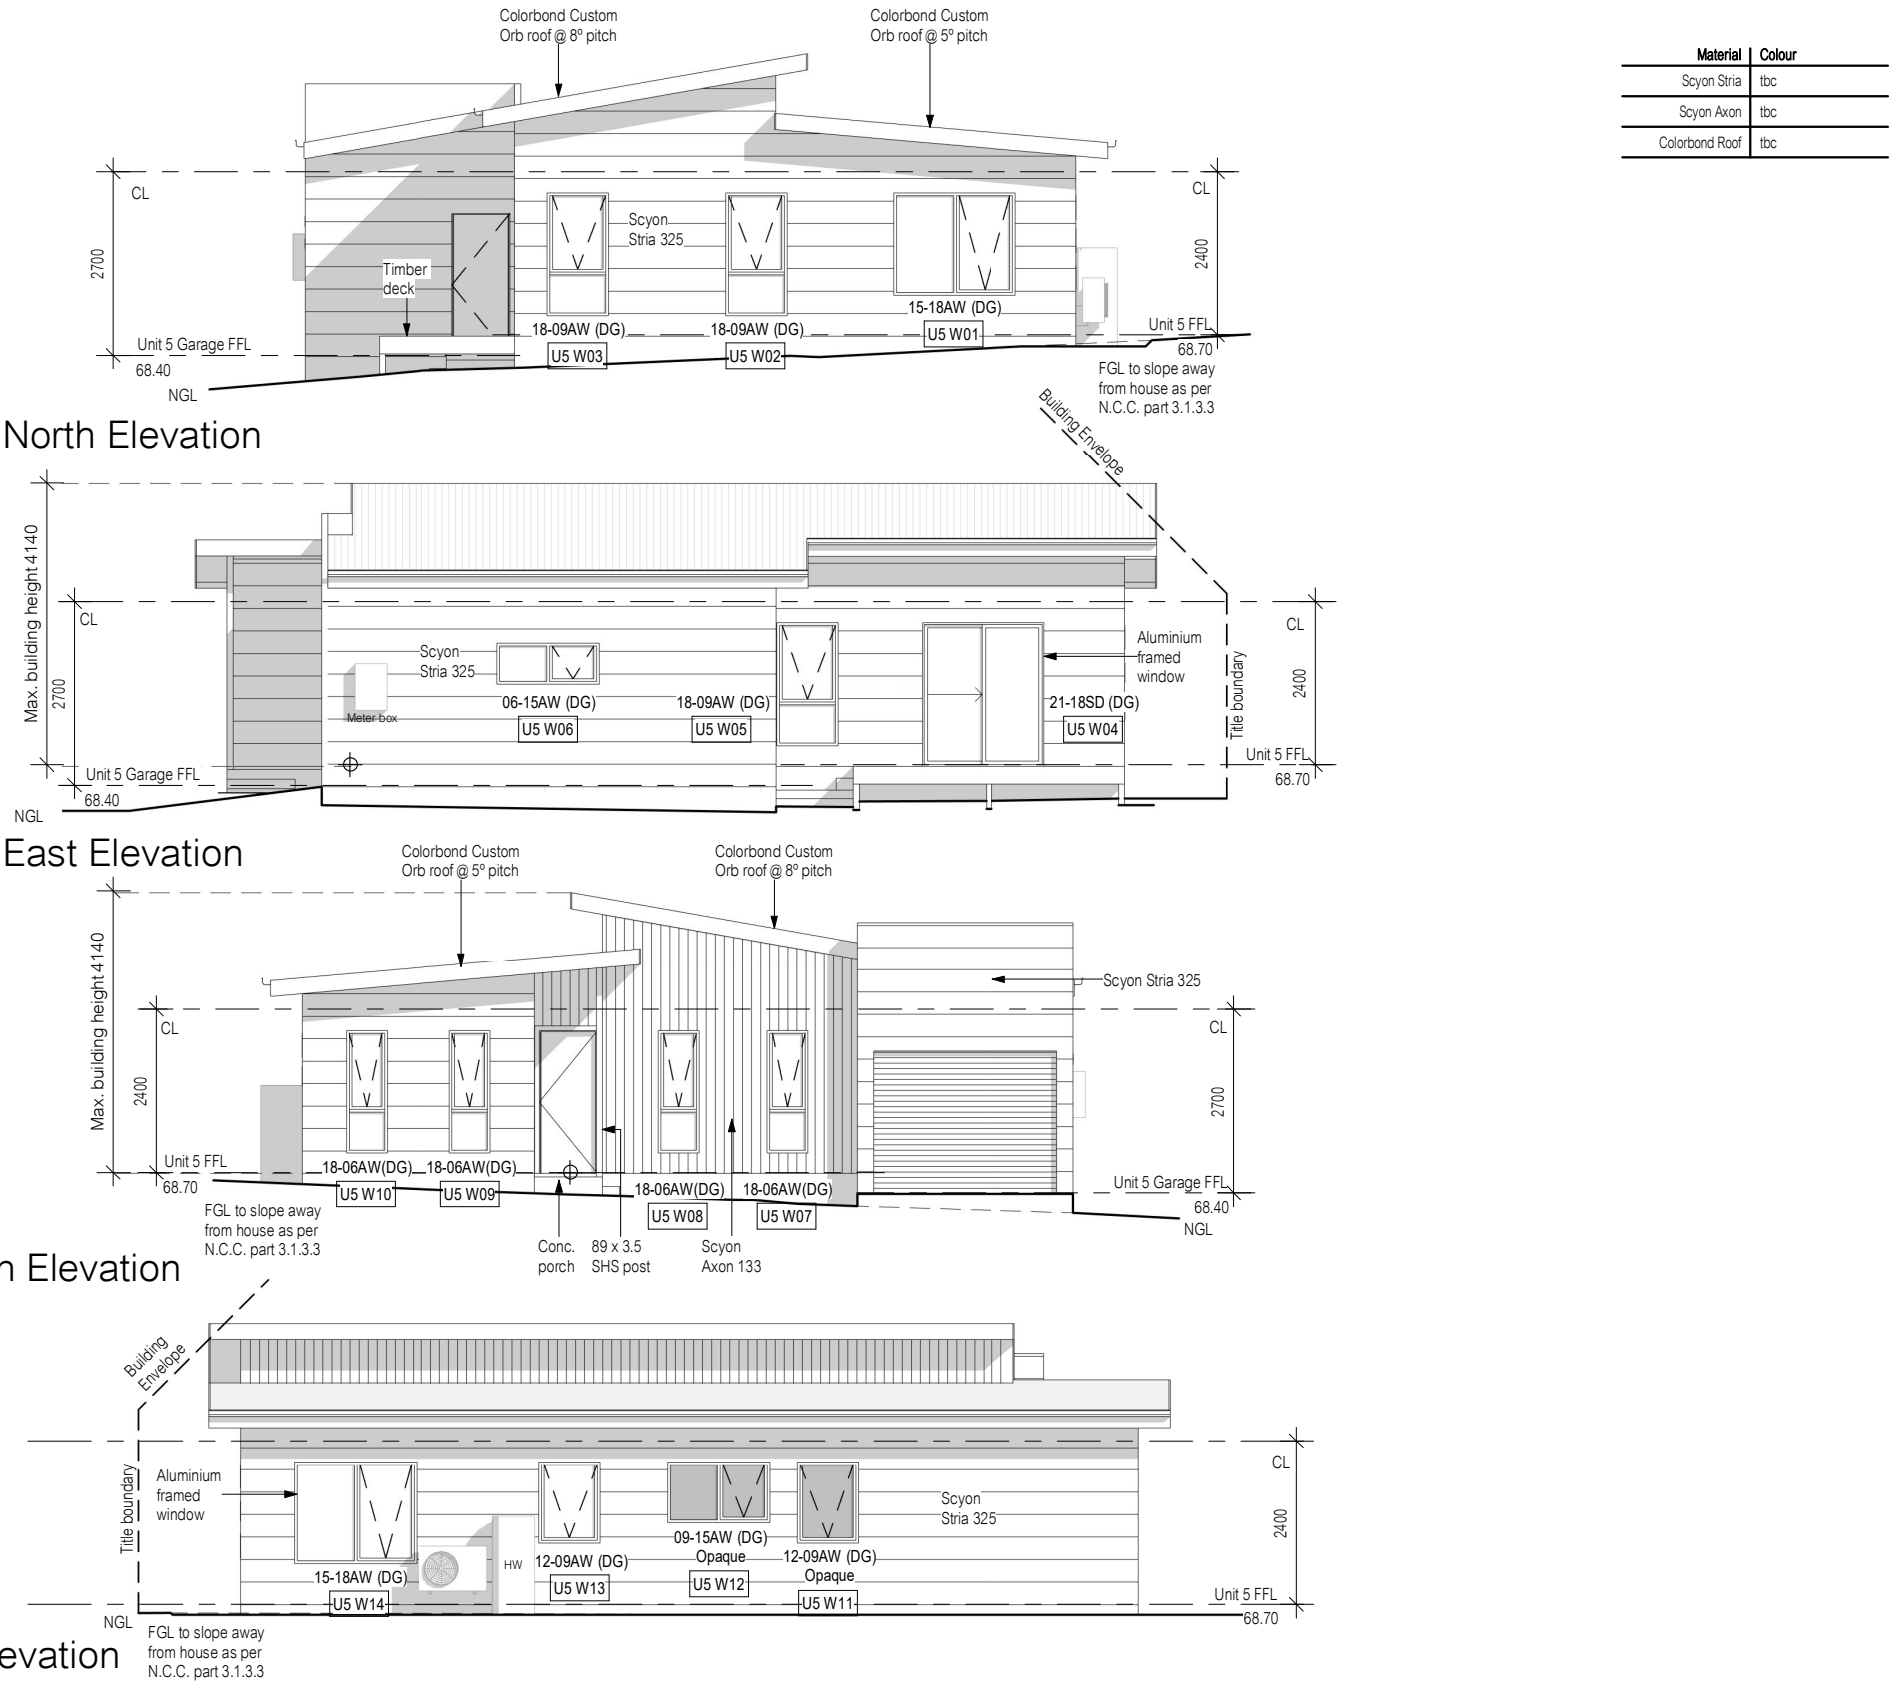 Colorbond Custom
Orb roof @ 8º pitch
Colorbond Custom
Orb roof @ 5º pitch
Material Colour
Scyon Stria tbc
Scyon Axon tbc
Colorbond Roof tbc
CL
CL
2700
2400
Scyon
Stria 325
Timber
deck
15-18AW (DG)
U5 W01
18-09AW (DG)
U5 W03
18-09AW (DG)
U5 W02
Unit 5 Garage FFL
68.40
NGL
Unit 5 FFL
68.70
FGL to slope away
from house as per
N.C.C. part 3.1.3.3
North Elevation
Building Envelope
Max. building height 4140
2700
CL
CL
2400
Scyon
Stria 325
Meter box
06-15AW (DG)
U5 W06
18-09AW (DG)
U5 W05
21-18SD (DG)
U5 W04
Aluminium
framed
window
Title boundary
Unit 5 FFL
68.70
Unit 5 Garage FFL
68.40
NGL
East Elevation
Colorbond Custom
Orb roof @ 5º pitch
Colorbond Custom
Orb roof @ 8º pitch
Max. building height 4140
2400
CL
CL
2700
Scyon Stria 325
Unit 5 FFL
68.70
18-06AW(DG)
U5 W10
18-06AW(DG)
U5 W09
18-06AW(DG)
U5 W08
18-06AW(DG)
U5 W07
Unit 5 Garage FFL
68.40
NGL
FGL to slope away
from house as per
N.C.C. part 3.1.3.3
Conc.
porch
89 x 3.5
SHS post
Scyon
Axon 133
h Elevation
Building
Envelope
Title boundary
Aluminium
framed
window
CL
2400
Scyon
Stria 325
15-18AW (DG)
U5 W14
HW
12-09AW (DG)
U5 W13
09-15AW (DG)
Opaque
U5 W12
12-09AW (DG)
Opaque
U5 W11
Unit 5 FFL
68.70
NGL
FGL to slope away
from house as per
N.C.C. part 3.1.3.3
evation